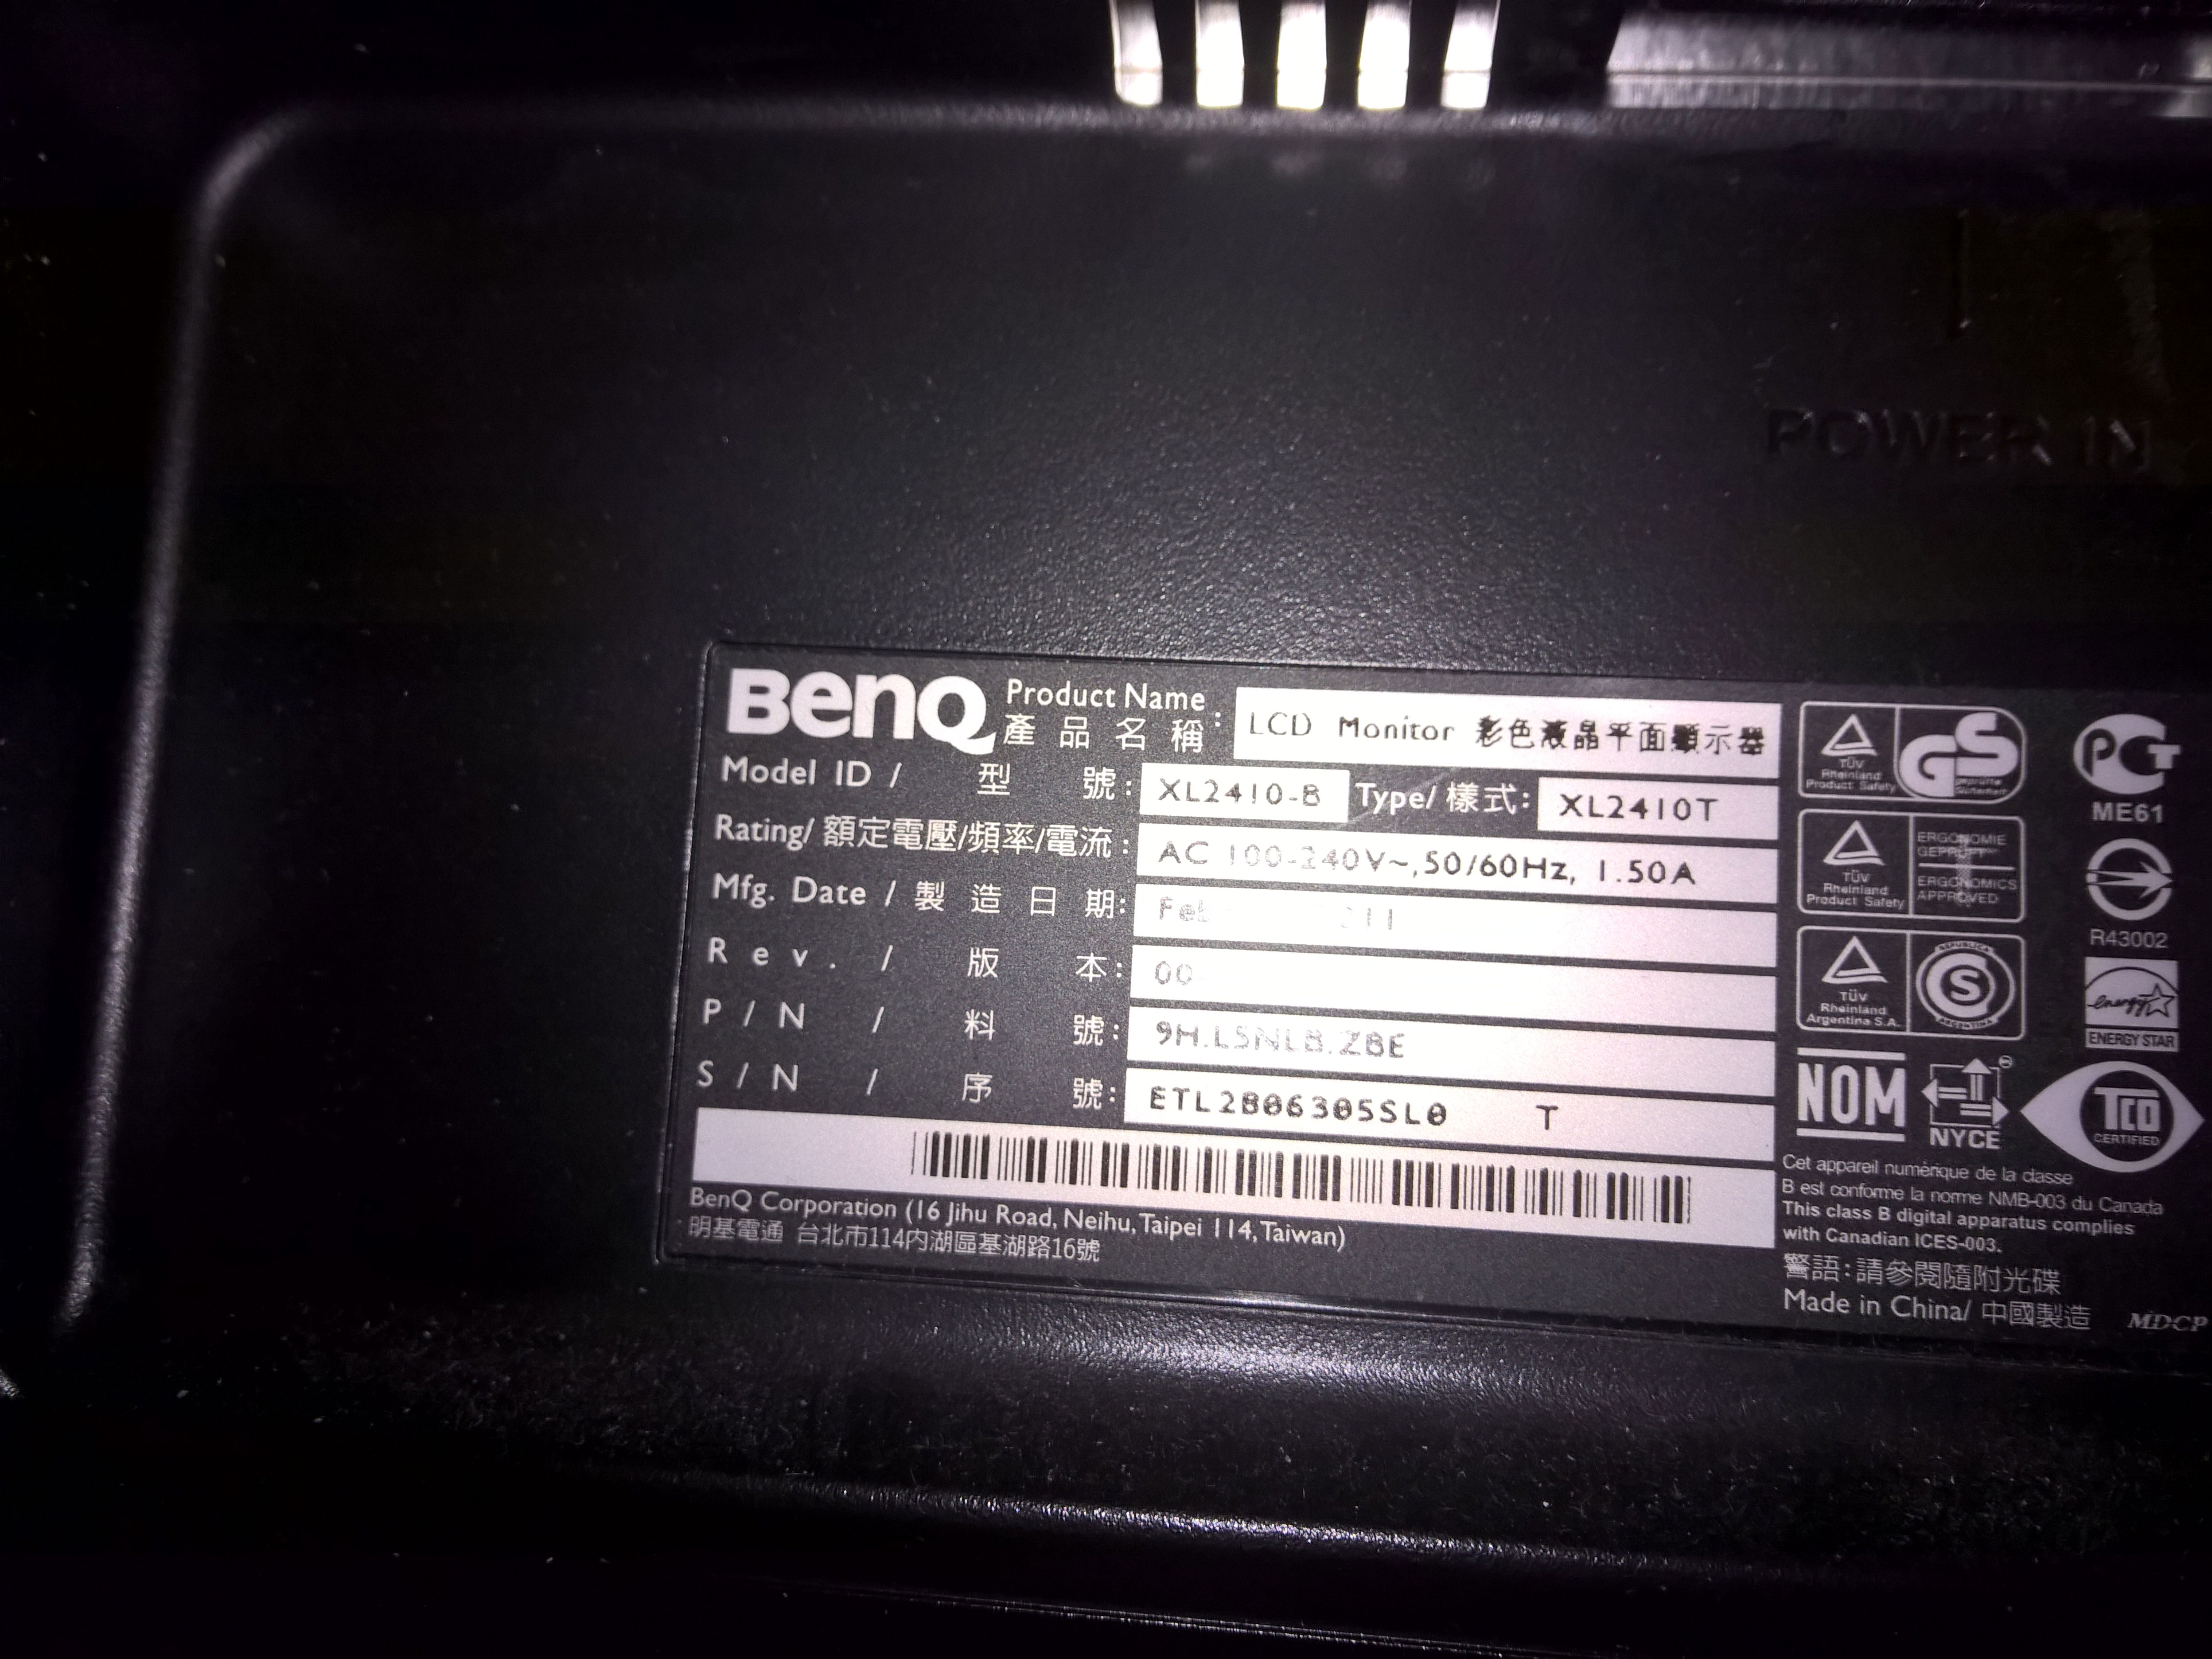 POWER IN
BenQ Product Name
產品名稱: LCD Monitor 彩色液晶平面顯示器
Model ID / 型號: XL2410-B Type/ 樣式: XL2410T
Rating/ 額定電壓/頻率/電流: AC 100-240V~,50/60Hz, 1.50A
Mfg. Date / 製造日期:
Rev. / 版本: 00
P/N / 料號: 9H.L5NLB.ZBE
S/N / 序號: ETL2B06305SL0 T
BenQ Corporation (16 Jihu Road, Neihu, Taipei 114, Taiwan)
明基電通 台北市114內湖區基湖路16號
TÜV
Rheinland
Product Safety
GS
geprüfte
Sicherheit
PCT
ME61
TÜV
Rheinland
Product Safety
ERGONOMIE
GEPRÜFT
ERGONOMICS
APPROVED
R43002
TÜV
Rheinland
Argentina S.A.
REPUBLICA
S
ARGENTINA
energy
ENERGY STAR
NOM
NYCE
TCO
CERTIFIED
Cet appareil numérique de la classe
B est conforme la norme NMB-003 du Canada
This class B digital apparatus complies
with Canadian ICES-003.
警語:請參閱隨附光碟
Made in China/ 中國製造 MDCP